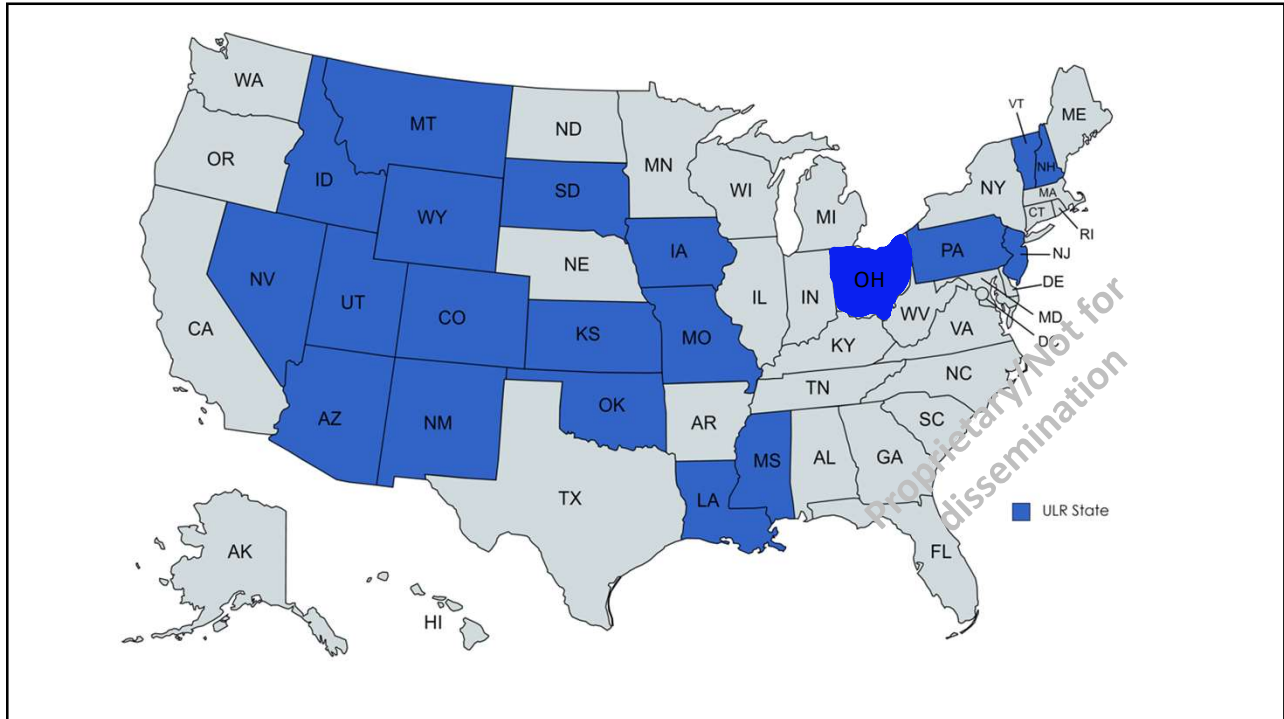 WA
MT
ND
MN
OR
ID
SD
WI
MI
NY
VT
ME
NH
MA
CT
RI
WY
IA
NE
PA
NJ
NV
UT
CO
IL
IN
OH
DE
CA
KS
MO
WV
VA
MD
DC
KY
NC
TN
AZ
NM
OK
AR
SC
MS
AL
GA
LA
TX
AK
HI
FL
Proprietary/Not for
dissemination
ULR State